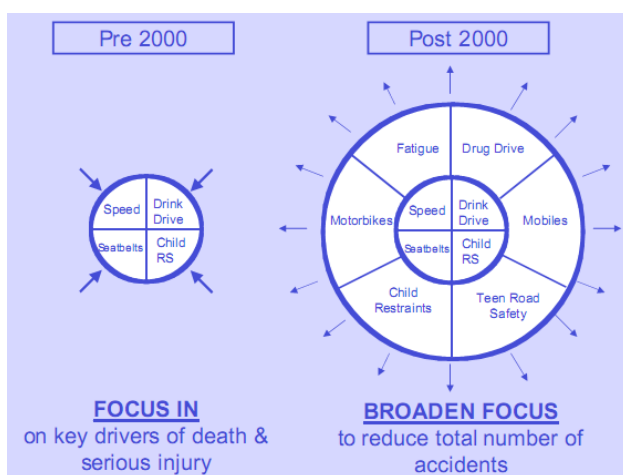 Pre 2000
Speed
Drink
Drive
Seatbelts
Child
RS
FOCUS IN
on key drivers of death &
serious injury
Post 2000
Fatigue
Drug Drive
Motorbikes
Speed
Drink
Drive
Mobiles
Seatbelts
Child
RS
Child
Restraints
Teen Road
Safety
BROADEN FOCUS
to reduce total number of
accidents